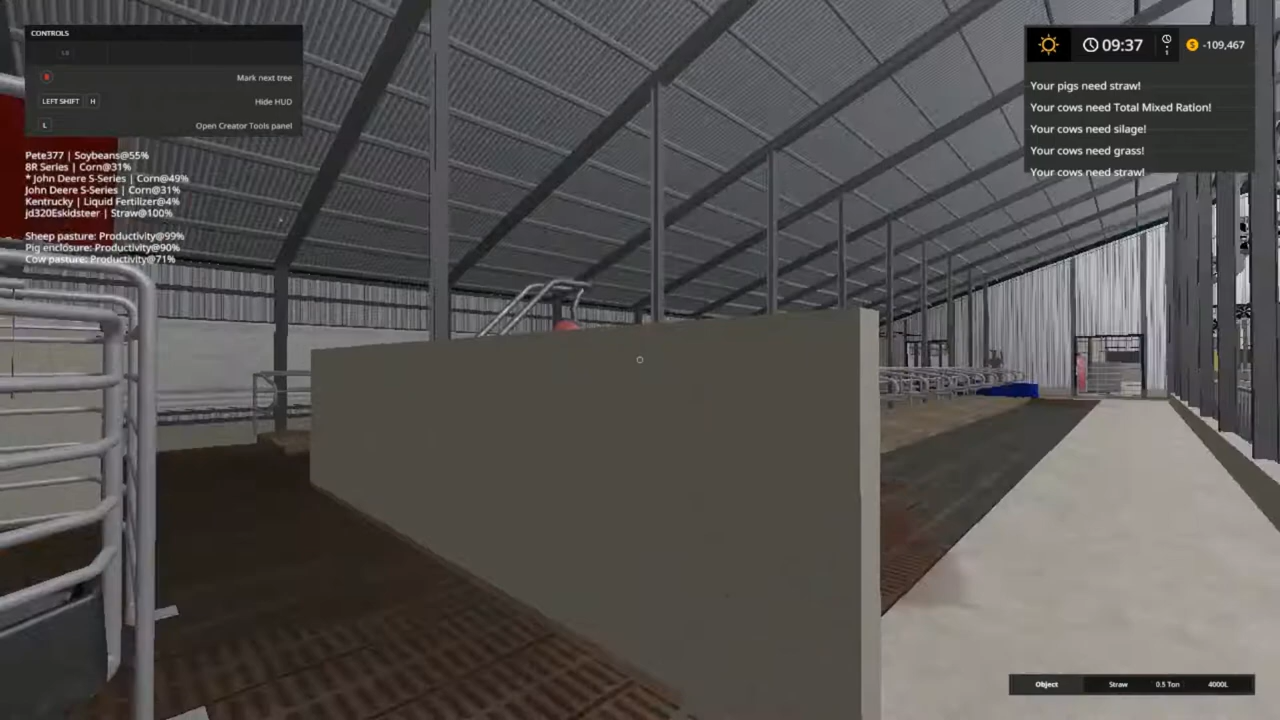 CONTROLS
Mark next tree
LEFT SHIFT H Hide HUD
L Open Creator Tools panel
Pete377 | Soybeans@55%
8R Series | Corn@31%
* John Deere S-Series | Corn@49%
John Deere S-Series | Corn@31%
Kentrucky | Liquid Fertilizer@4%
jd320Eskidsteer | Straw@100%
Sheep pasture: Productivity@99%
Pig enclosure: Productivity@90%
Cow pasture: Productivity@71%
09:37 1 -109,467
Your pigs need straw!
Your cows need Total Mixed Ration!
Your cows need silage!
Your cows need grass!
Your cows need straw!
Object Straw 0.5 Ton 4000L